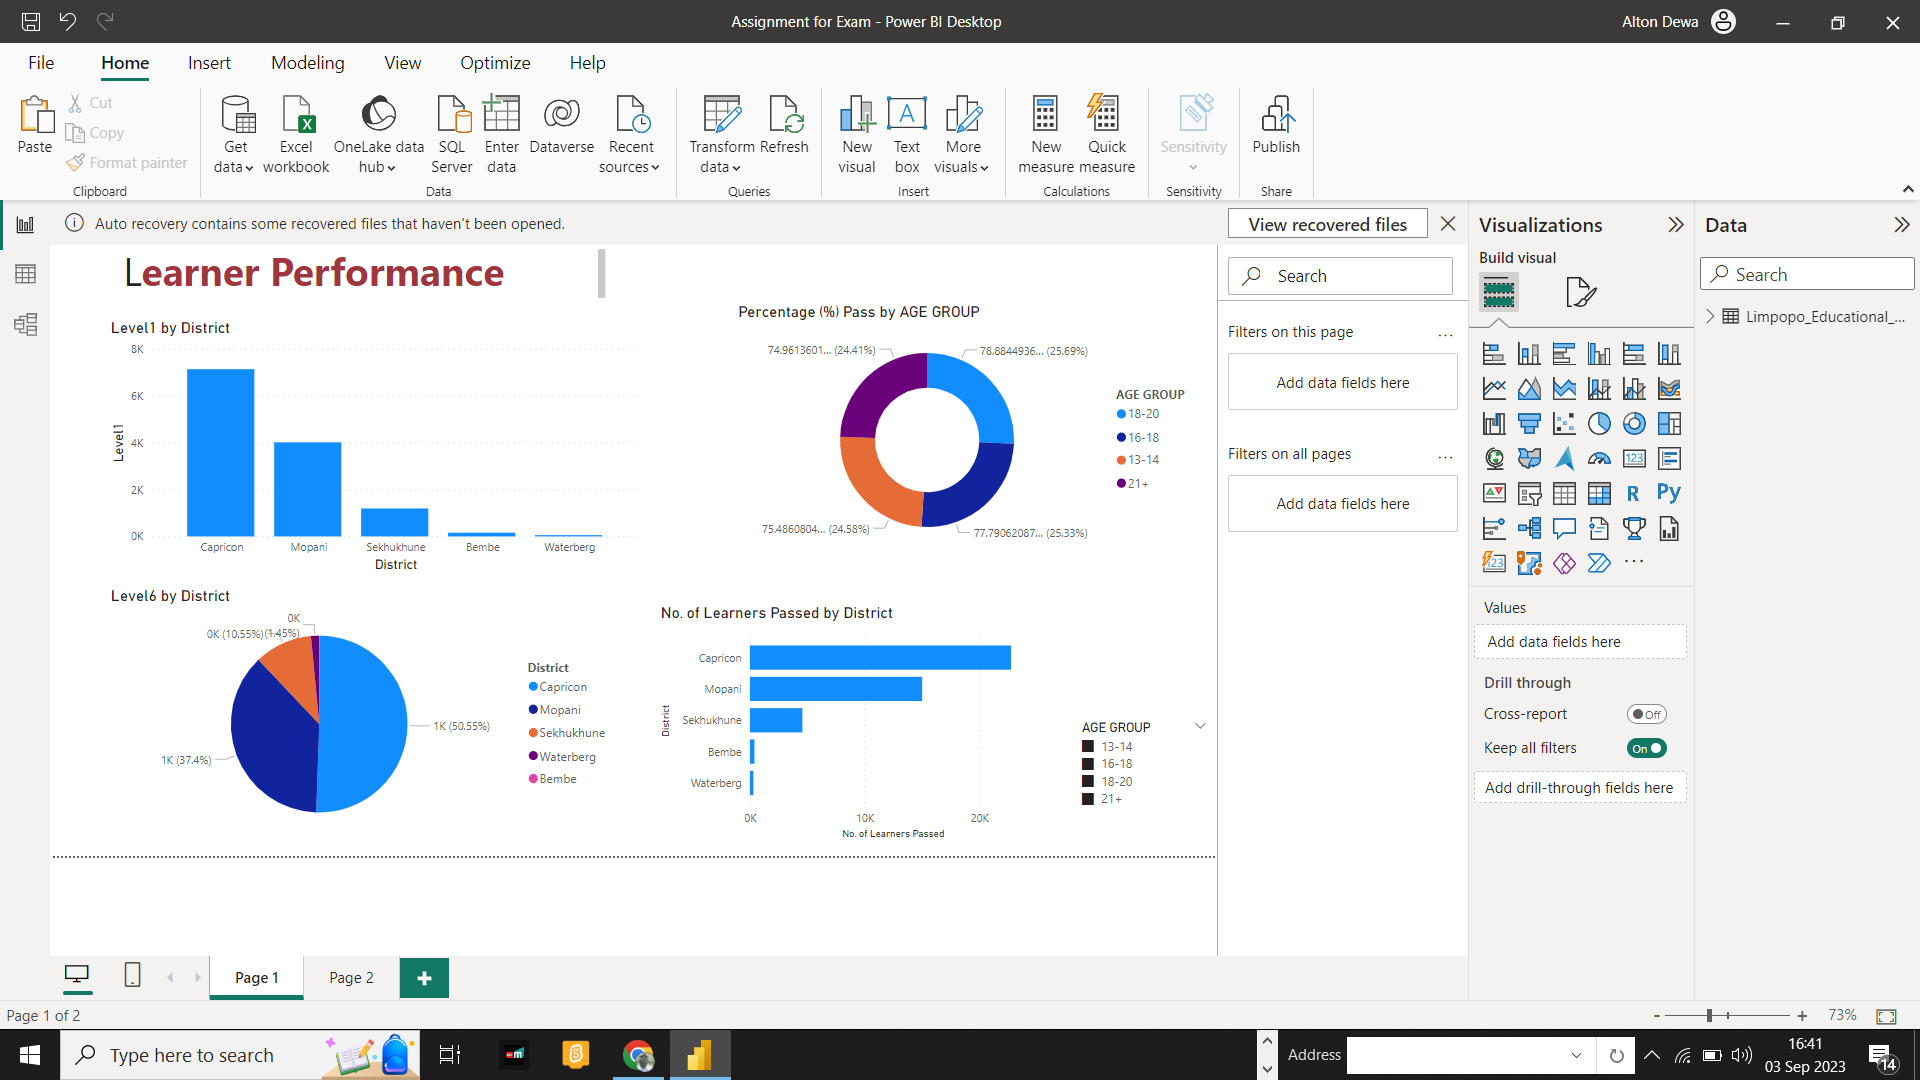 Assignment for Exam - Power BI Desktop
Alton Dewa
File Home Insert Modeling View Optimize Help
Paste
Cut
Copy
Format painter
Clipboard
Get data
Excel workbook
OneLake data hub
SQL Server
Enter data
Dataverse
Recent sources
Data
Transform data
Refresh
Queries
New visual
Text box
More visuals
Insert
New measure
Quick measure
Calculations
Sensitivity
Sensitivity
Publish
Share
Auto recovery contains some recovered files that haven't been opened.
View recovered files
Learner Performance
Level1 by District
8K
6K
4K
2K
0K
Level1
Capricon Mopani Sekhukhune Bembe Waterberg
District
Percentage (%) Pass by AGE GROUP
74.9613601... (24.41%)
78.8844936... (25.69%)
75.4860804... (24.58%)
77.79062087... (25.33%)
AGE GROUP
18-20
16-18
13-14
21+
Level6 by District
0K
0K (10.55%) (1.45%)
1K (50.55%)
1K (37.4%)
District
Capricon
Mopani
Sekhukhune
Waterberg
Bembe
No. of Learners Passed by District
District
Capricon
Mopani
Sekhukhune
Bembe
Waterberg
0K 10K 20K
No. of Learners Passed
AGE GROUP
13-14
16-18
18-20
21+
Search
Filters on this page
...
Add data fields here
Filters on all pages
...
Add data fields here
Visualizations
Build visual
123
R
Py
123
...
Values
Add data fields here
Drill through
Cross-report
Off
Keep all filters
On
Add drill-through fields here
Data
Search
Limpopo_Educational_...
Page 1
Page 2
+
Page 1 of 2
- + 73%
Type here to search
Address
16:41
03 Sep 2023
14